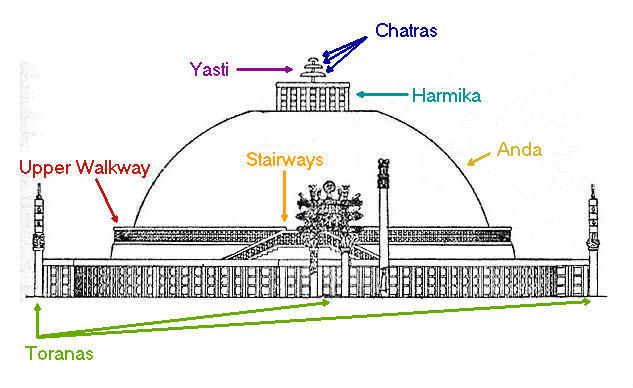 Chatras
Yasti
Harmika
Anda
Stairways
Upper Walkway
Toranas